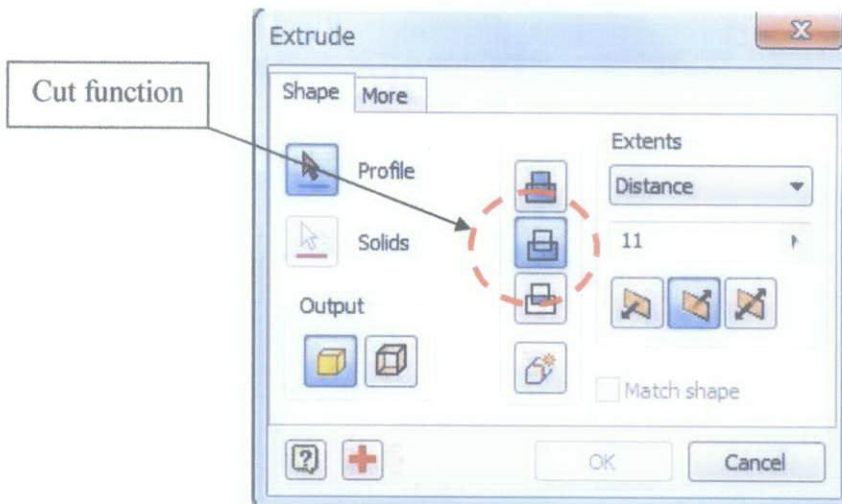 Extrude
Cut function
Shape
More
Profile
Extents
Distance
Solids
11
Output
Match shape
OK
Cancel